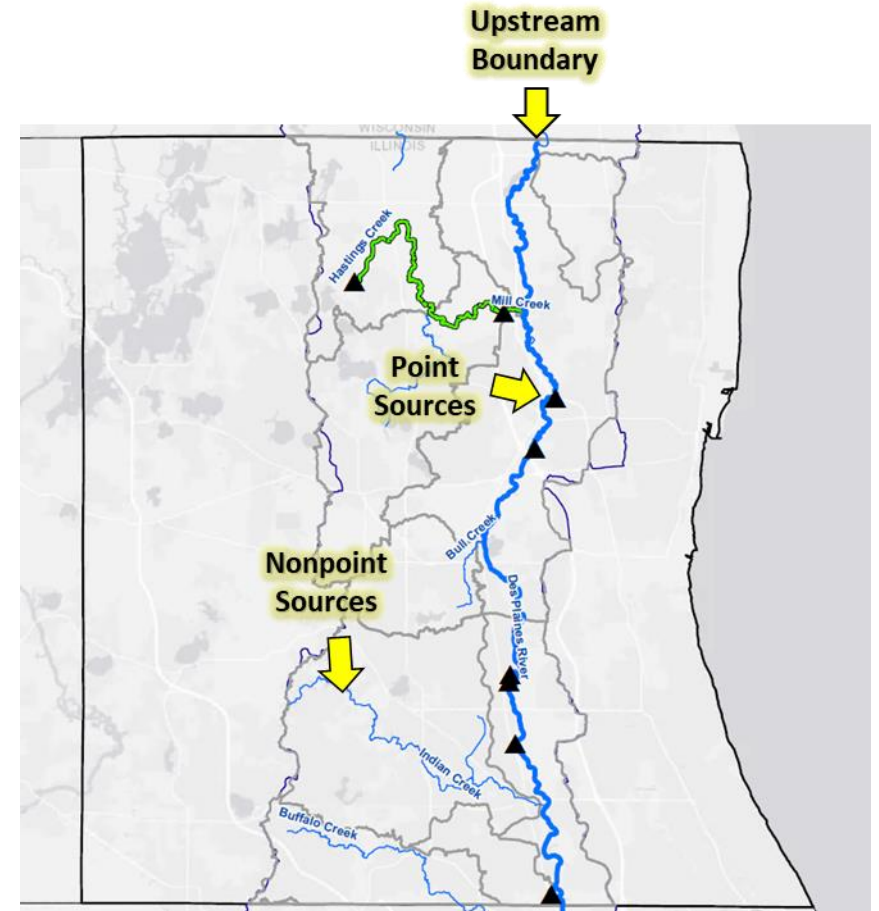 Upstream
Boundary
WISCONSIN
ILLINOIS
Hastings Creek
Mill Creek
Point
Sources
Bull Creek
Nonpoint
Sources
Des Plaines River
Indian Creek
Buffalo Creek